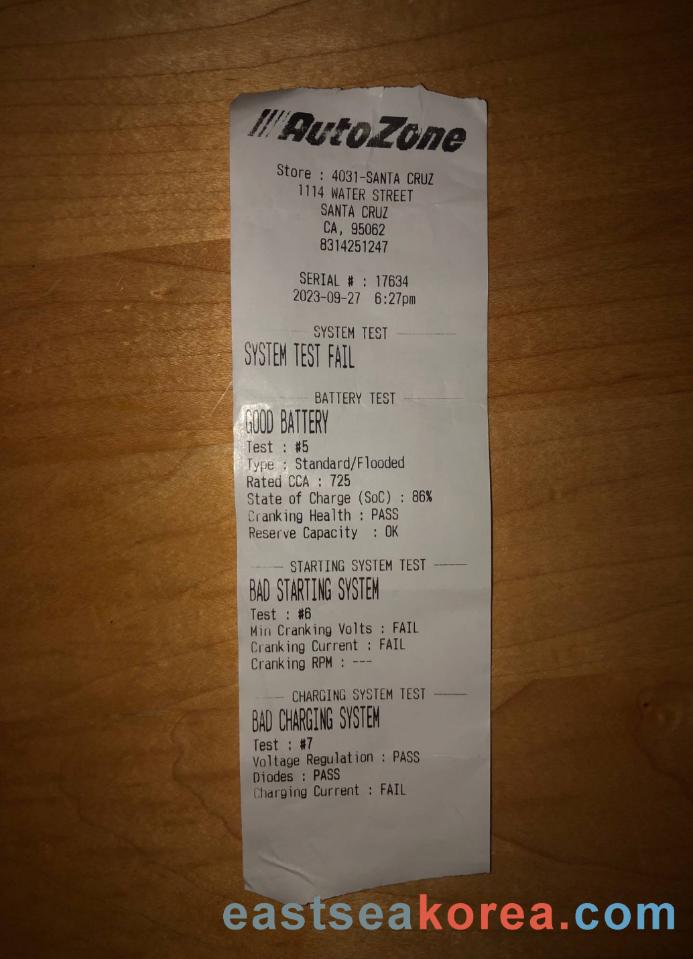 AutoZone
Store : 4031-SANTA CRUZ
1114 WATER STREET
SANTA CRUZ
CA, 95062
8314251247
SERIAL # : 17634
2023-09-27 6:27pm
SYSTEM TEST
SYSTEM TEST FAIL
BATTERY TEST
GOOD BATTERY
Test : #5
Type : Standard/Flooded
Rated CCA : 725
State of Charge (SoC) : 86%
Cranking Health : PASS
Reserve Capacity : OK
STARTING SYSTEM TEST
BAD STARTING SYSTEM
Test : #6
Min Cranking Volts : FAIL
Cranking Current : FAIL
Cranking RPM : ---
CHARGING SYSTEM TEST
BAD CHARGING SYSTEM
Test : #7
Voltage Regulation : PASS
Diodes : PASS
Charging Current : FAIL
eastseakorea.com